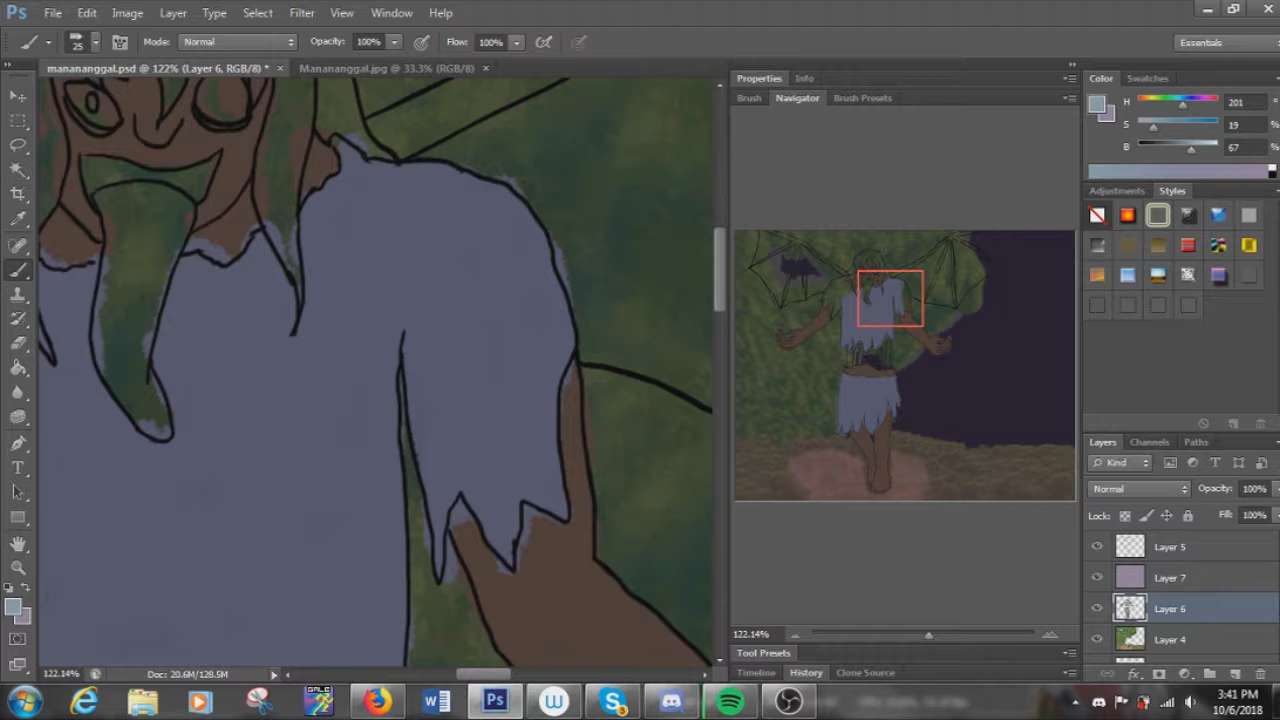 Ps File Edit Image Layer Type Select Filter View Window Help
25 Mode: Normal Opacity: 100% Flow: 100% Essentials
manananggal.psd @ 122% (Layer 6, RGB/8) * × Manananggal.jpg @ 33.3% (RGB/8) ×
Properties Info
Brush Navigator Brush Presets
Color Swatches
H 201 °
S 19 %
B 67 %
Adjustments Styles
Layers Channels Paths
Kind
Normal Opacity: 100%
Lock: Fill: 100%
Layer 5
Layer 7
Layer 6
Layer 4
122.14%
Tool Presets
Timeline History Clone Source
122.14% Doc: 20.6M/128.5M
3:41 PM
10/6/2018